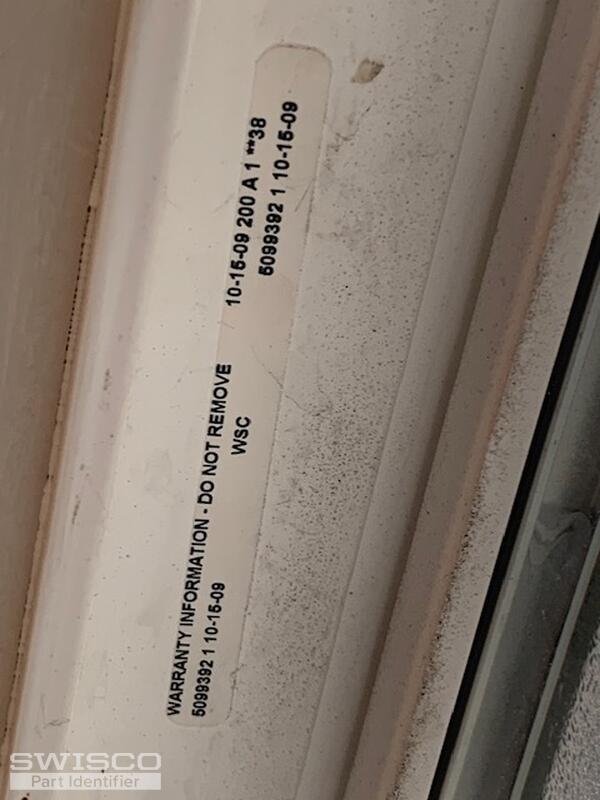 WARRANTY INFORMATION - DO NOT REMOVE 10-15-09 200 A 1 **38
5099392 1 10-15-09 WSC 5099392 1 10-15-09
SWISCO
Part Identifier